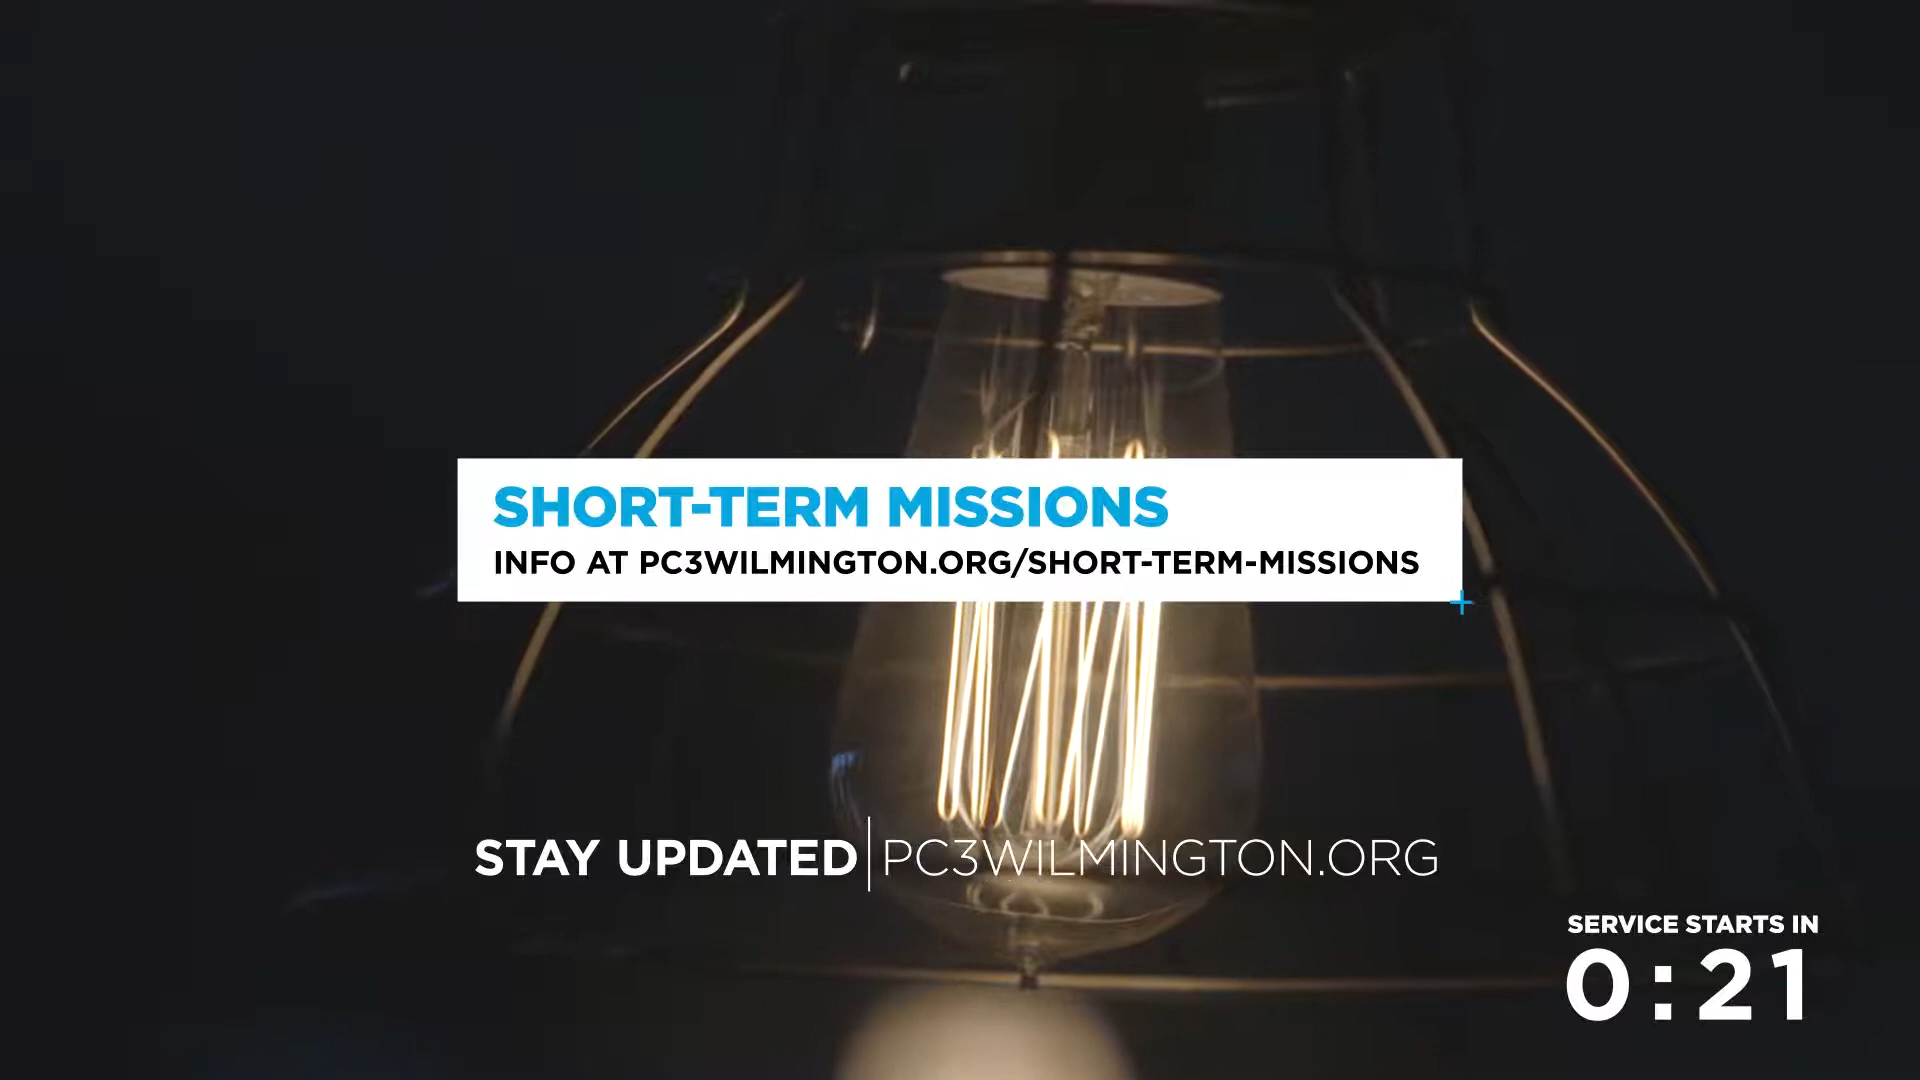 SHORT-TERM MISSIONS
INFO AT PC3WILMINGTON.ORG/SHORT-TERM-MISSIONS
STAY UPDATED | PC3WILMINGTON.ORG
SERVICE STARTS IN
0:21